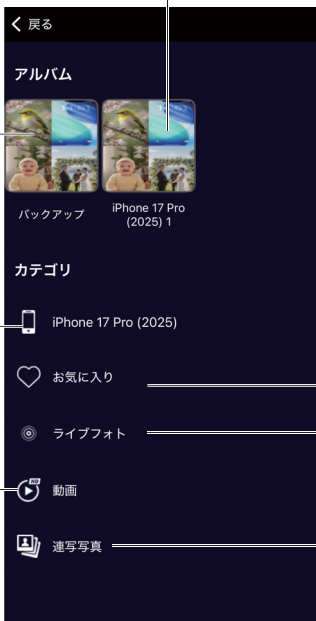 戻る
アルバム
バックアップ
iPhone 17 Pro
(2025) 1
カテゴリ
iPhone 17 Pro (2025)
お気に入り
ライブフォト
HD
動画
連写写真